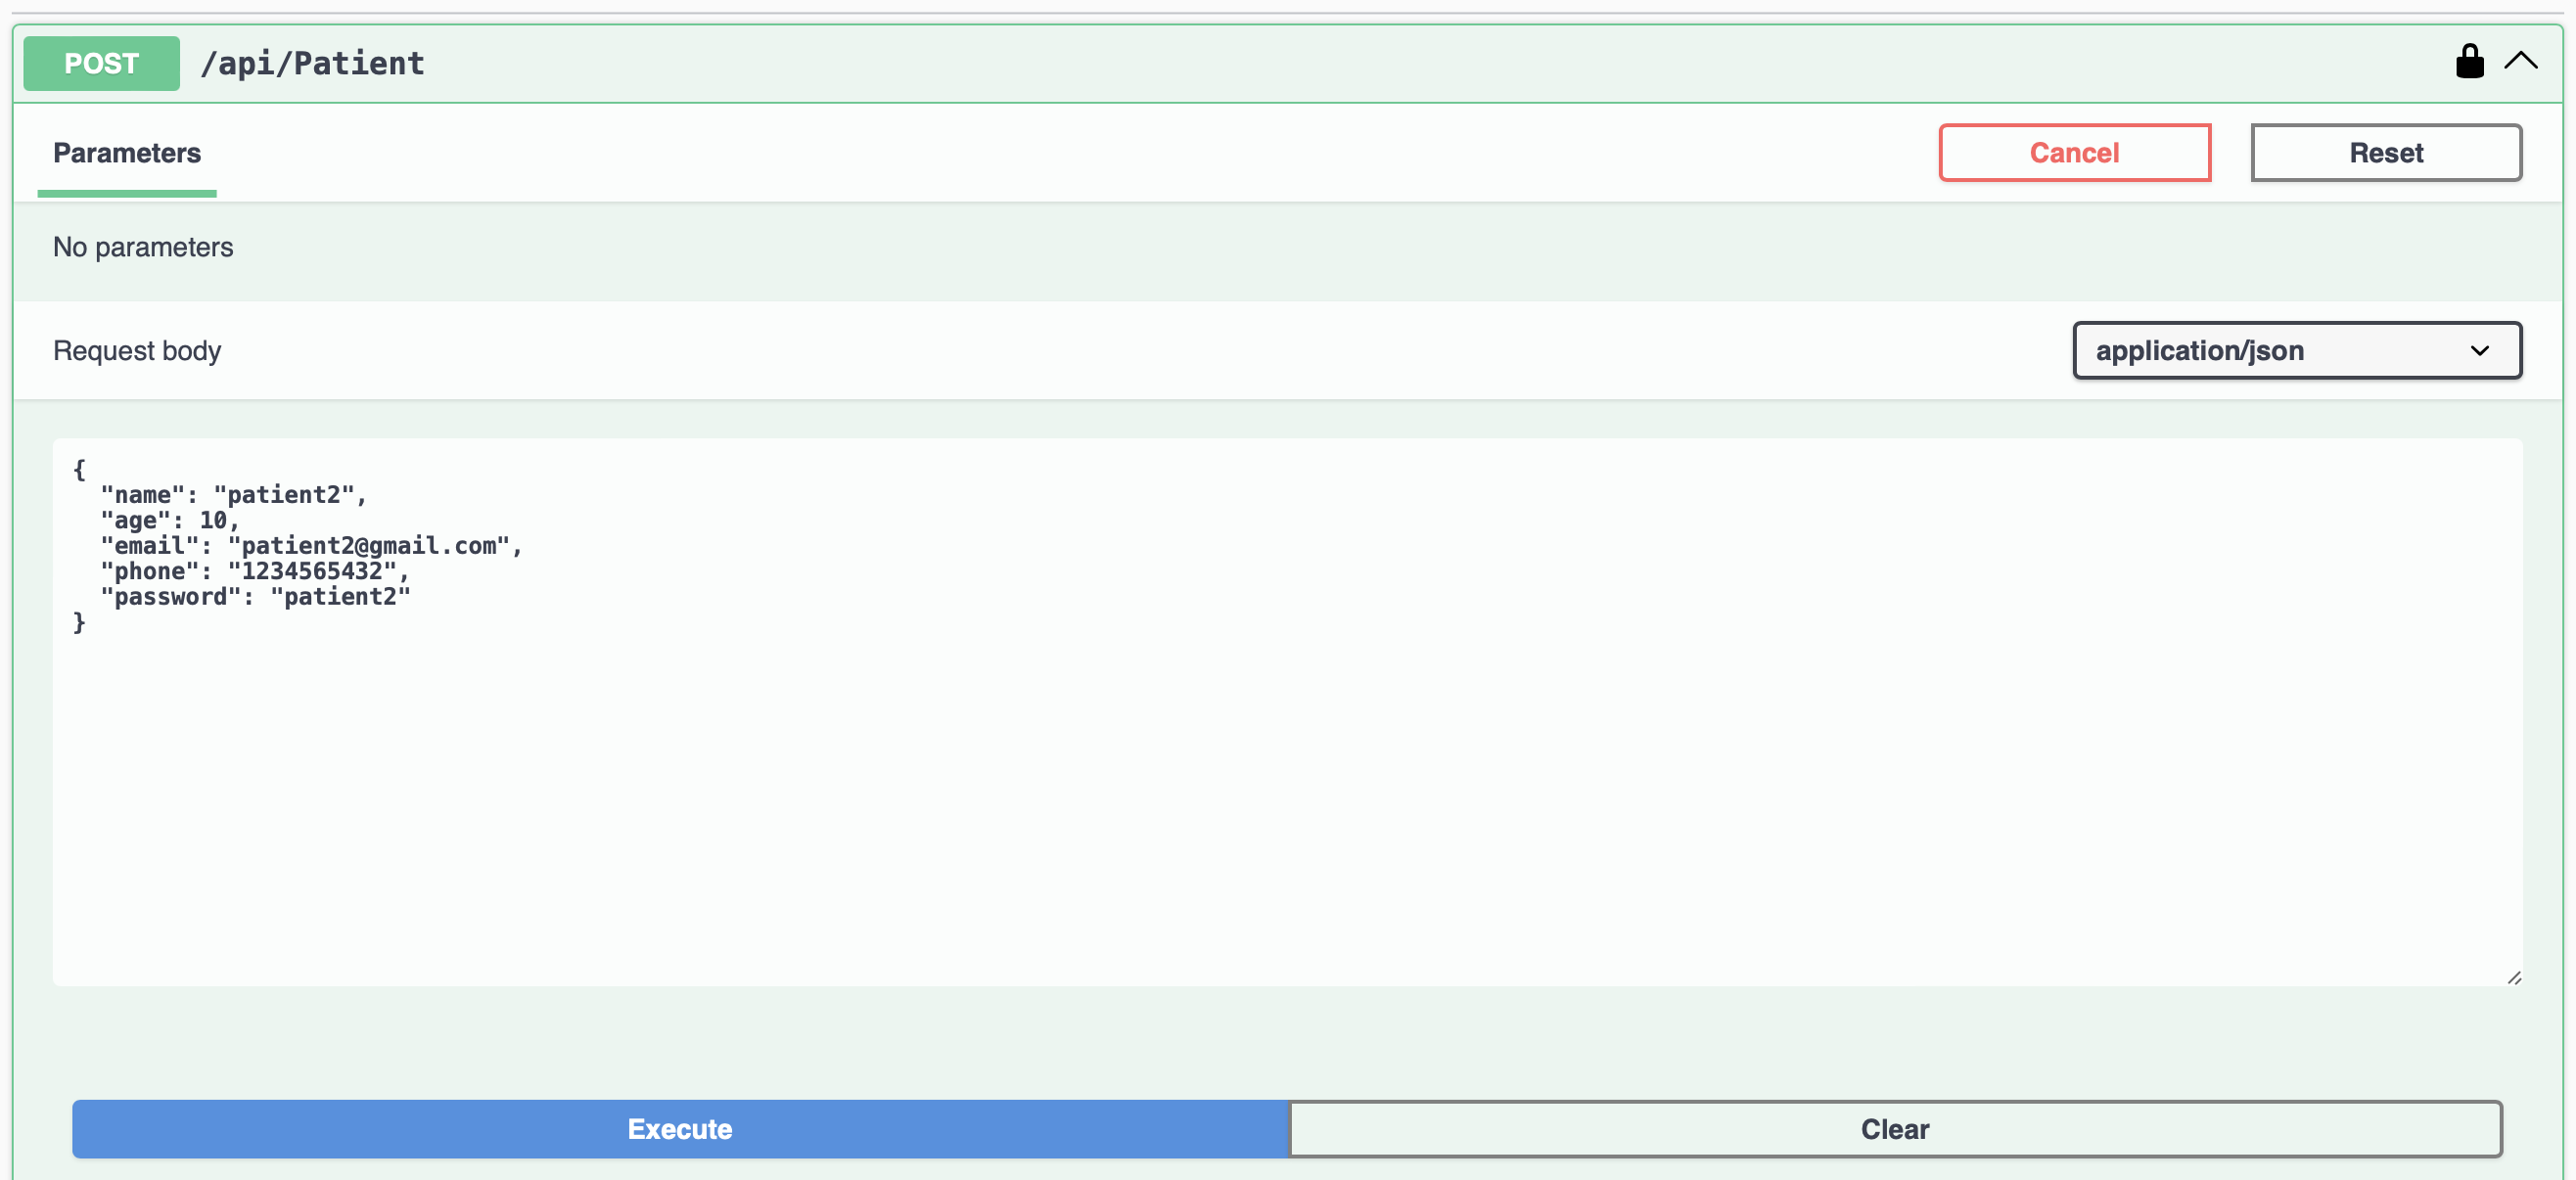 POST /api/Patient
Parameters
Cancel
Reset
No parameters
Request body
application/json
{
  "name": "patient2",
  "age": 10,
  "email": "patient2@gmail.com",
  "phone": "1234565432",
  "password": "patient2"
}
Execute
Clear